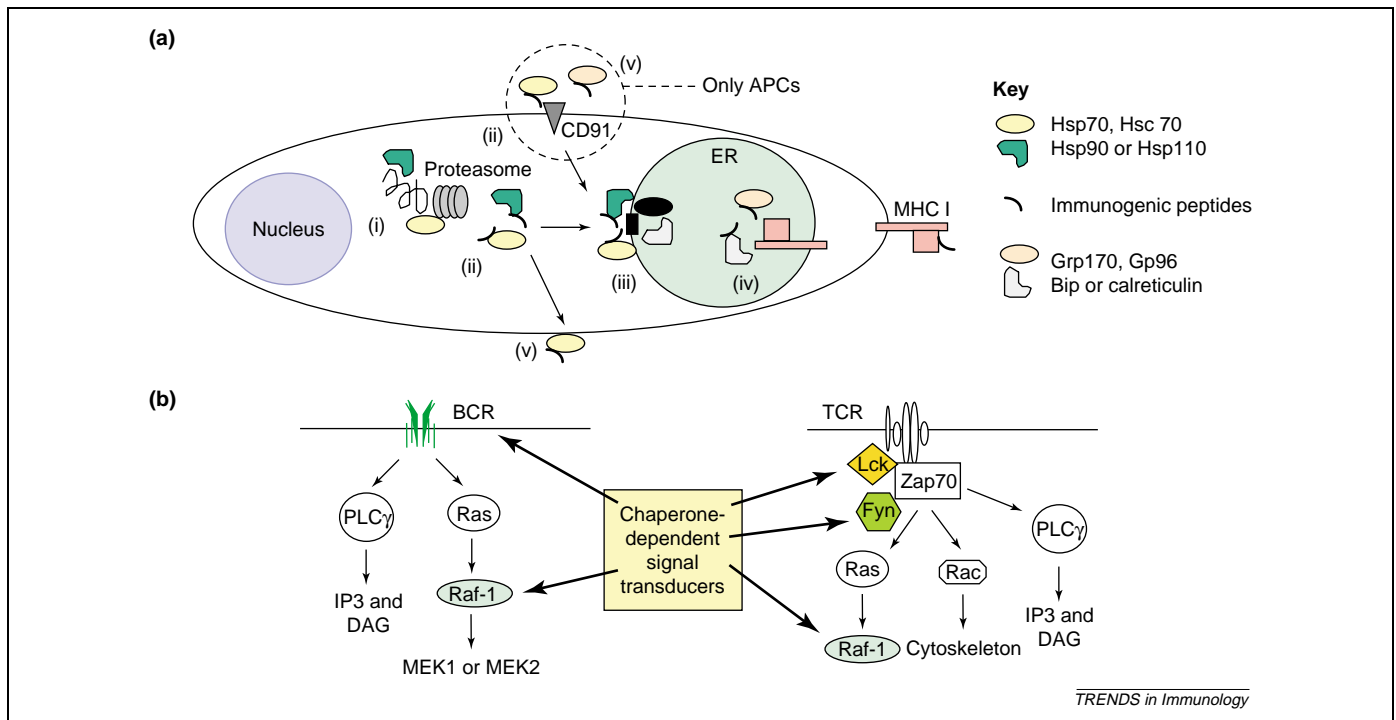 (a)
(v)
Only APCs
(ii)
CD91
Proteasome
ER
(i)
Nucleus
(ii)
(iii)
(iv)
MHC I
(v)
Key
Hsp70, Hsc 70
Hsp90 or Hsp110
Immunogenic peptides
Grp170, Gp96
Bip or calreticulin
(b)
BCR
PLCγ
Ras
IP3 and
DAG
Raf-1
MEK1 or MEK2
Chaperone-
dependent
signal
transducers
TCR
Lck
Zap70
Fyn
PLCγ
Ras
Rac
IP3 and
DAG
Raf-1
Cytoskeleton
TRENDS in Immunology